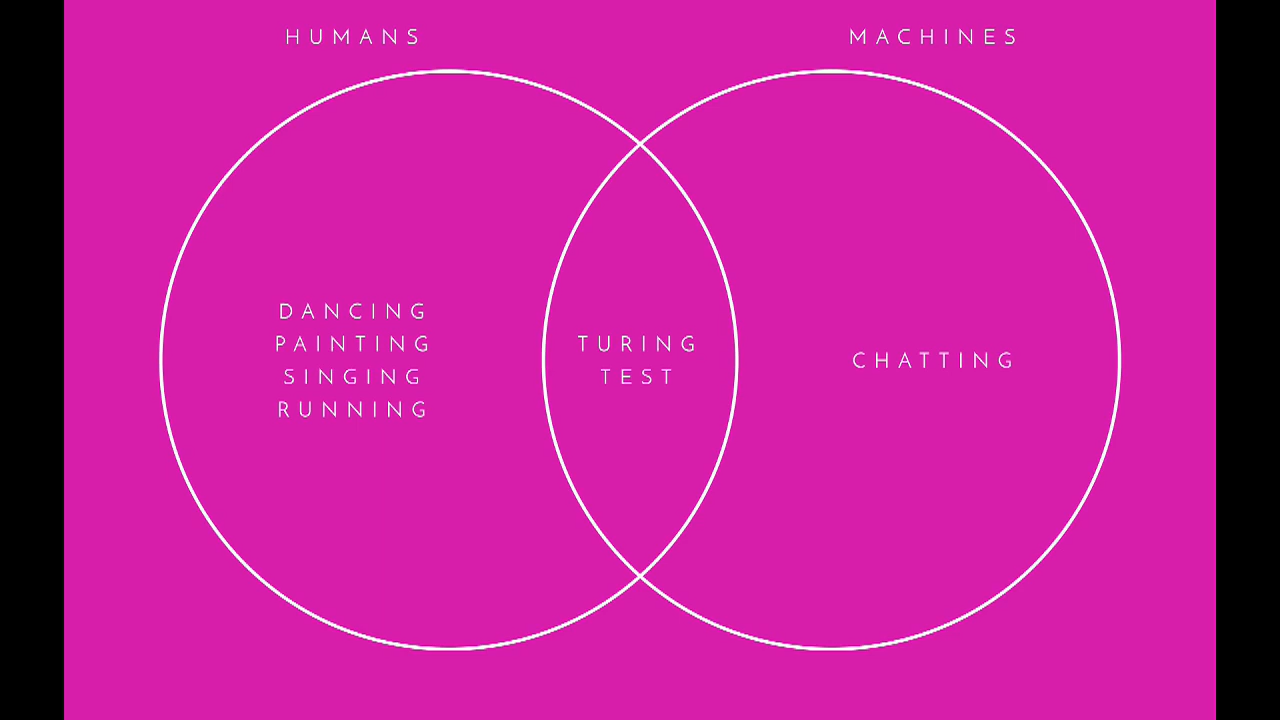 HUMANS
MACHINES
DANCING
PAINTING
SINGING
RUNNING
TURING
TEST
CHATTING